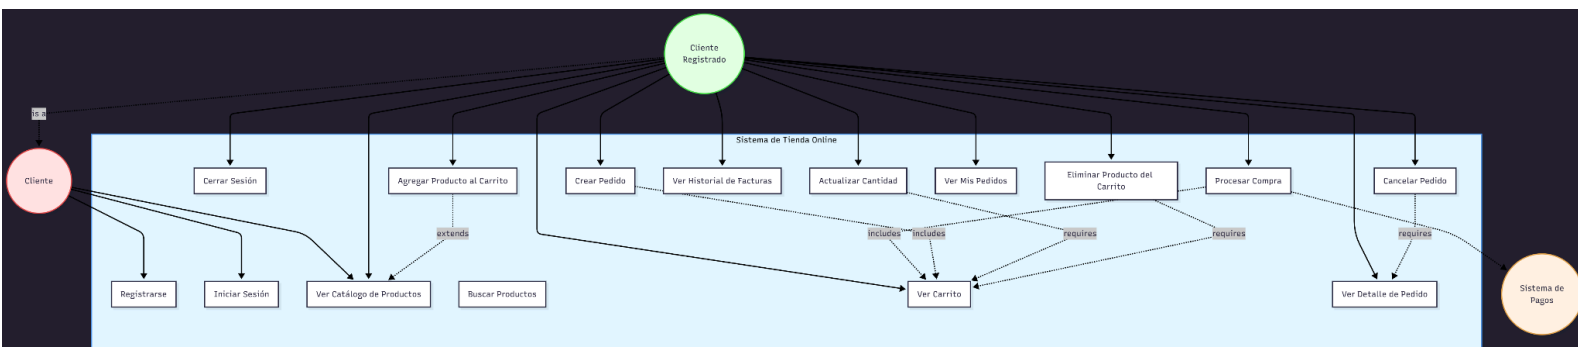 Cliente
Registrado
is a
Sistema de Tienda Online
Cliente
Cerrar Sesión
Agregar Producto al Carrito
Crear Pedido
Ver Historial de Facturas
Actualizar Cantidad
Ver Mis Pedidos
Eliminar Producto del
Carrito
Procesar Compra
Cancelar Pedido
extends
includes
includes
requires
requires
requires
Registrarse
Iniciar Sesión
Ver Catálogo de Productos
Buscar Productos
Ver Carrito
Ver Detalle de Pedido
Sistema de
Pagos